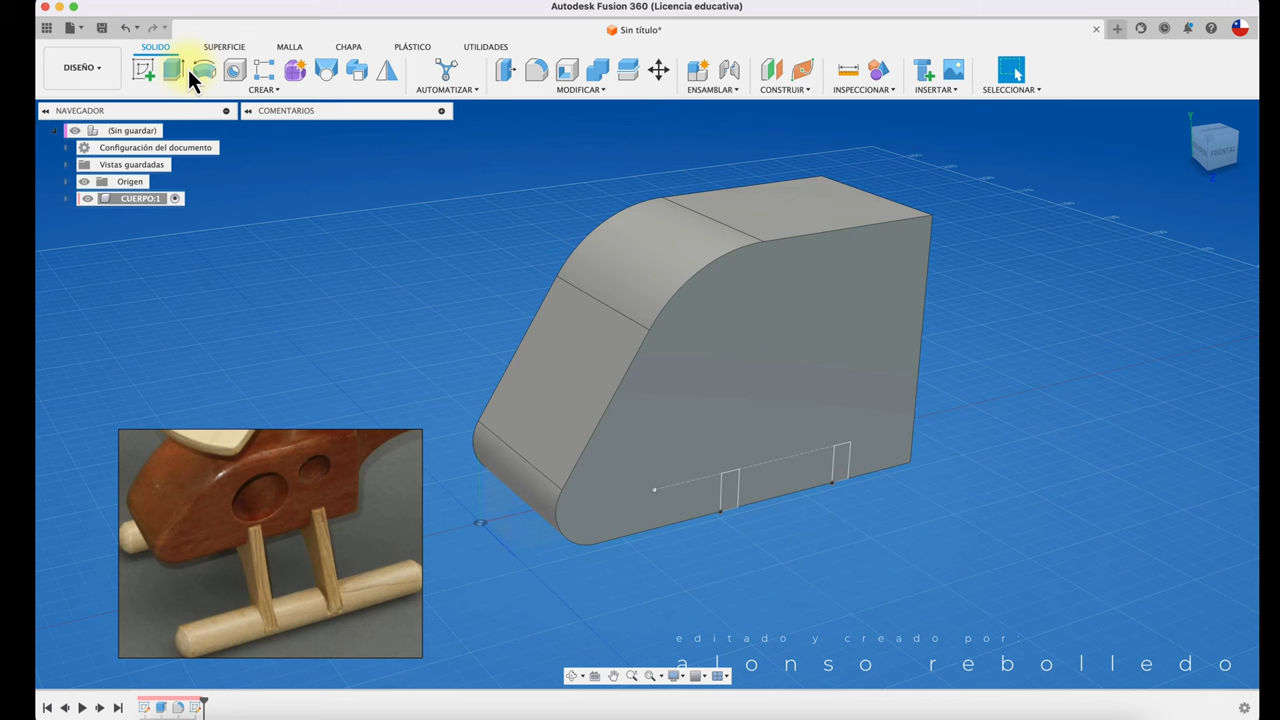 Autodesk Fusion 360 (Licencia educativa)
Sin título*
DISEÑO
SOLIDO
SUPERFICIE
MALLA
CHAPA
PLÁSTICO
UTILIDADES
CREAR
AUTOMATIZAR
MODIFICAR
ENSAMBLAR
CONSTRUIR
INSPECCIONAR
INSERTAR
SELECCIONAR
NAVEGADOR
COMENTARIOS
(Sin guardar)
Configuración del documento
Vistas guardadas
Origen
CUERPO:1
Y
FRONTAL
Z
editado y creado por:
alonso rebolledo